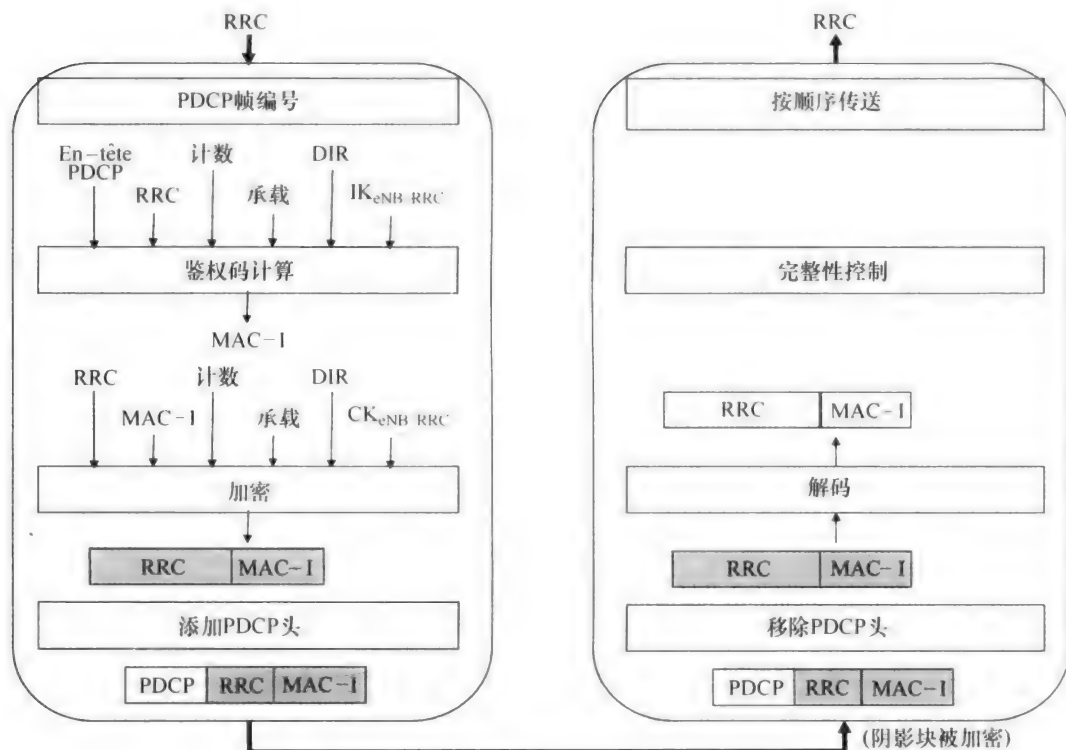 RRC
PDCP帧编号
En-tête
PDCP
RRC
计数
承载
DIR
IKeNB RRC
鉴权码计算
MAC-I
RRC
MAC-I
计数
承载
DIR
CKeNB RRC
加密
RRC
MAC-I
添加PDCP头
PDCP
RRC
MAC-I
RRC
按顺序传送
完整性控制
RRC
MAC-I
解码
RRC
MAC-I
移除PDCP头
PDCP
RRC
MAC-I
(阴影块被加密)